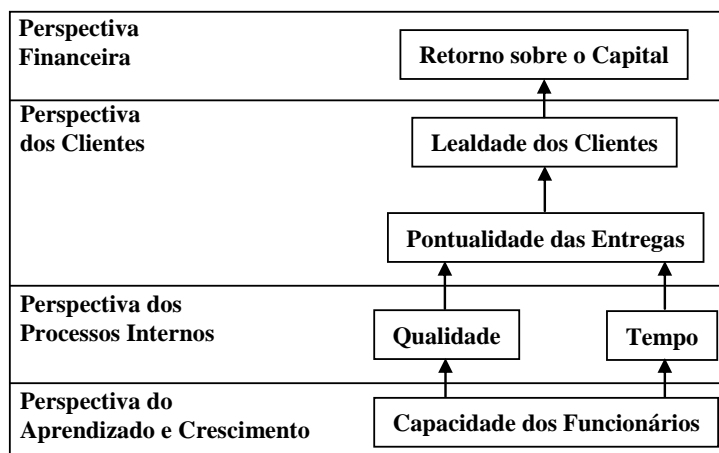 Perspectiva
Financeira
Retorno sobre o Capital
Perspectiva
dos Clientes
Lealdade dos Clientes
Pontualidade das Entregas
Perspectiva dos
Processos Internos
Qualidade
Tempo
Perspectiva do
Aprendizado e Crescimento
Capacidade dos Funcionários